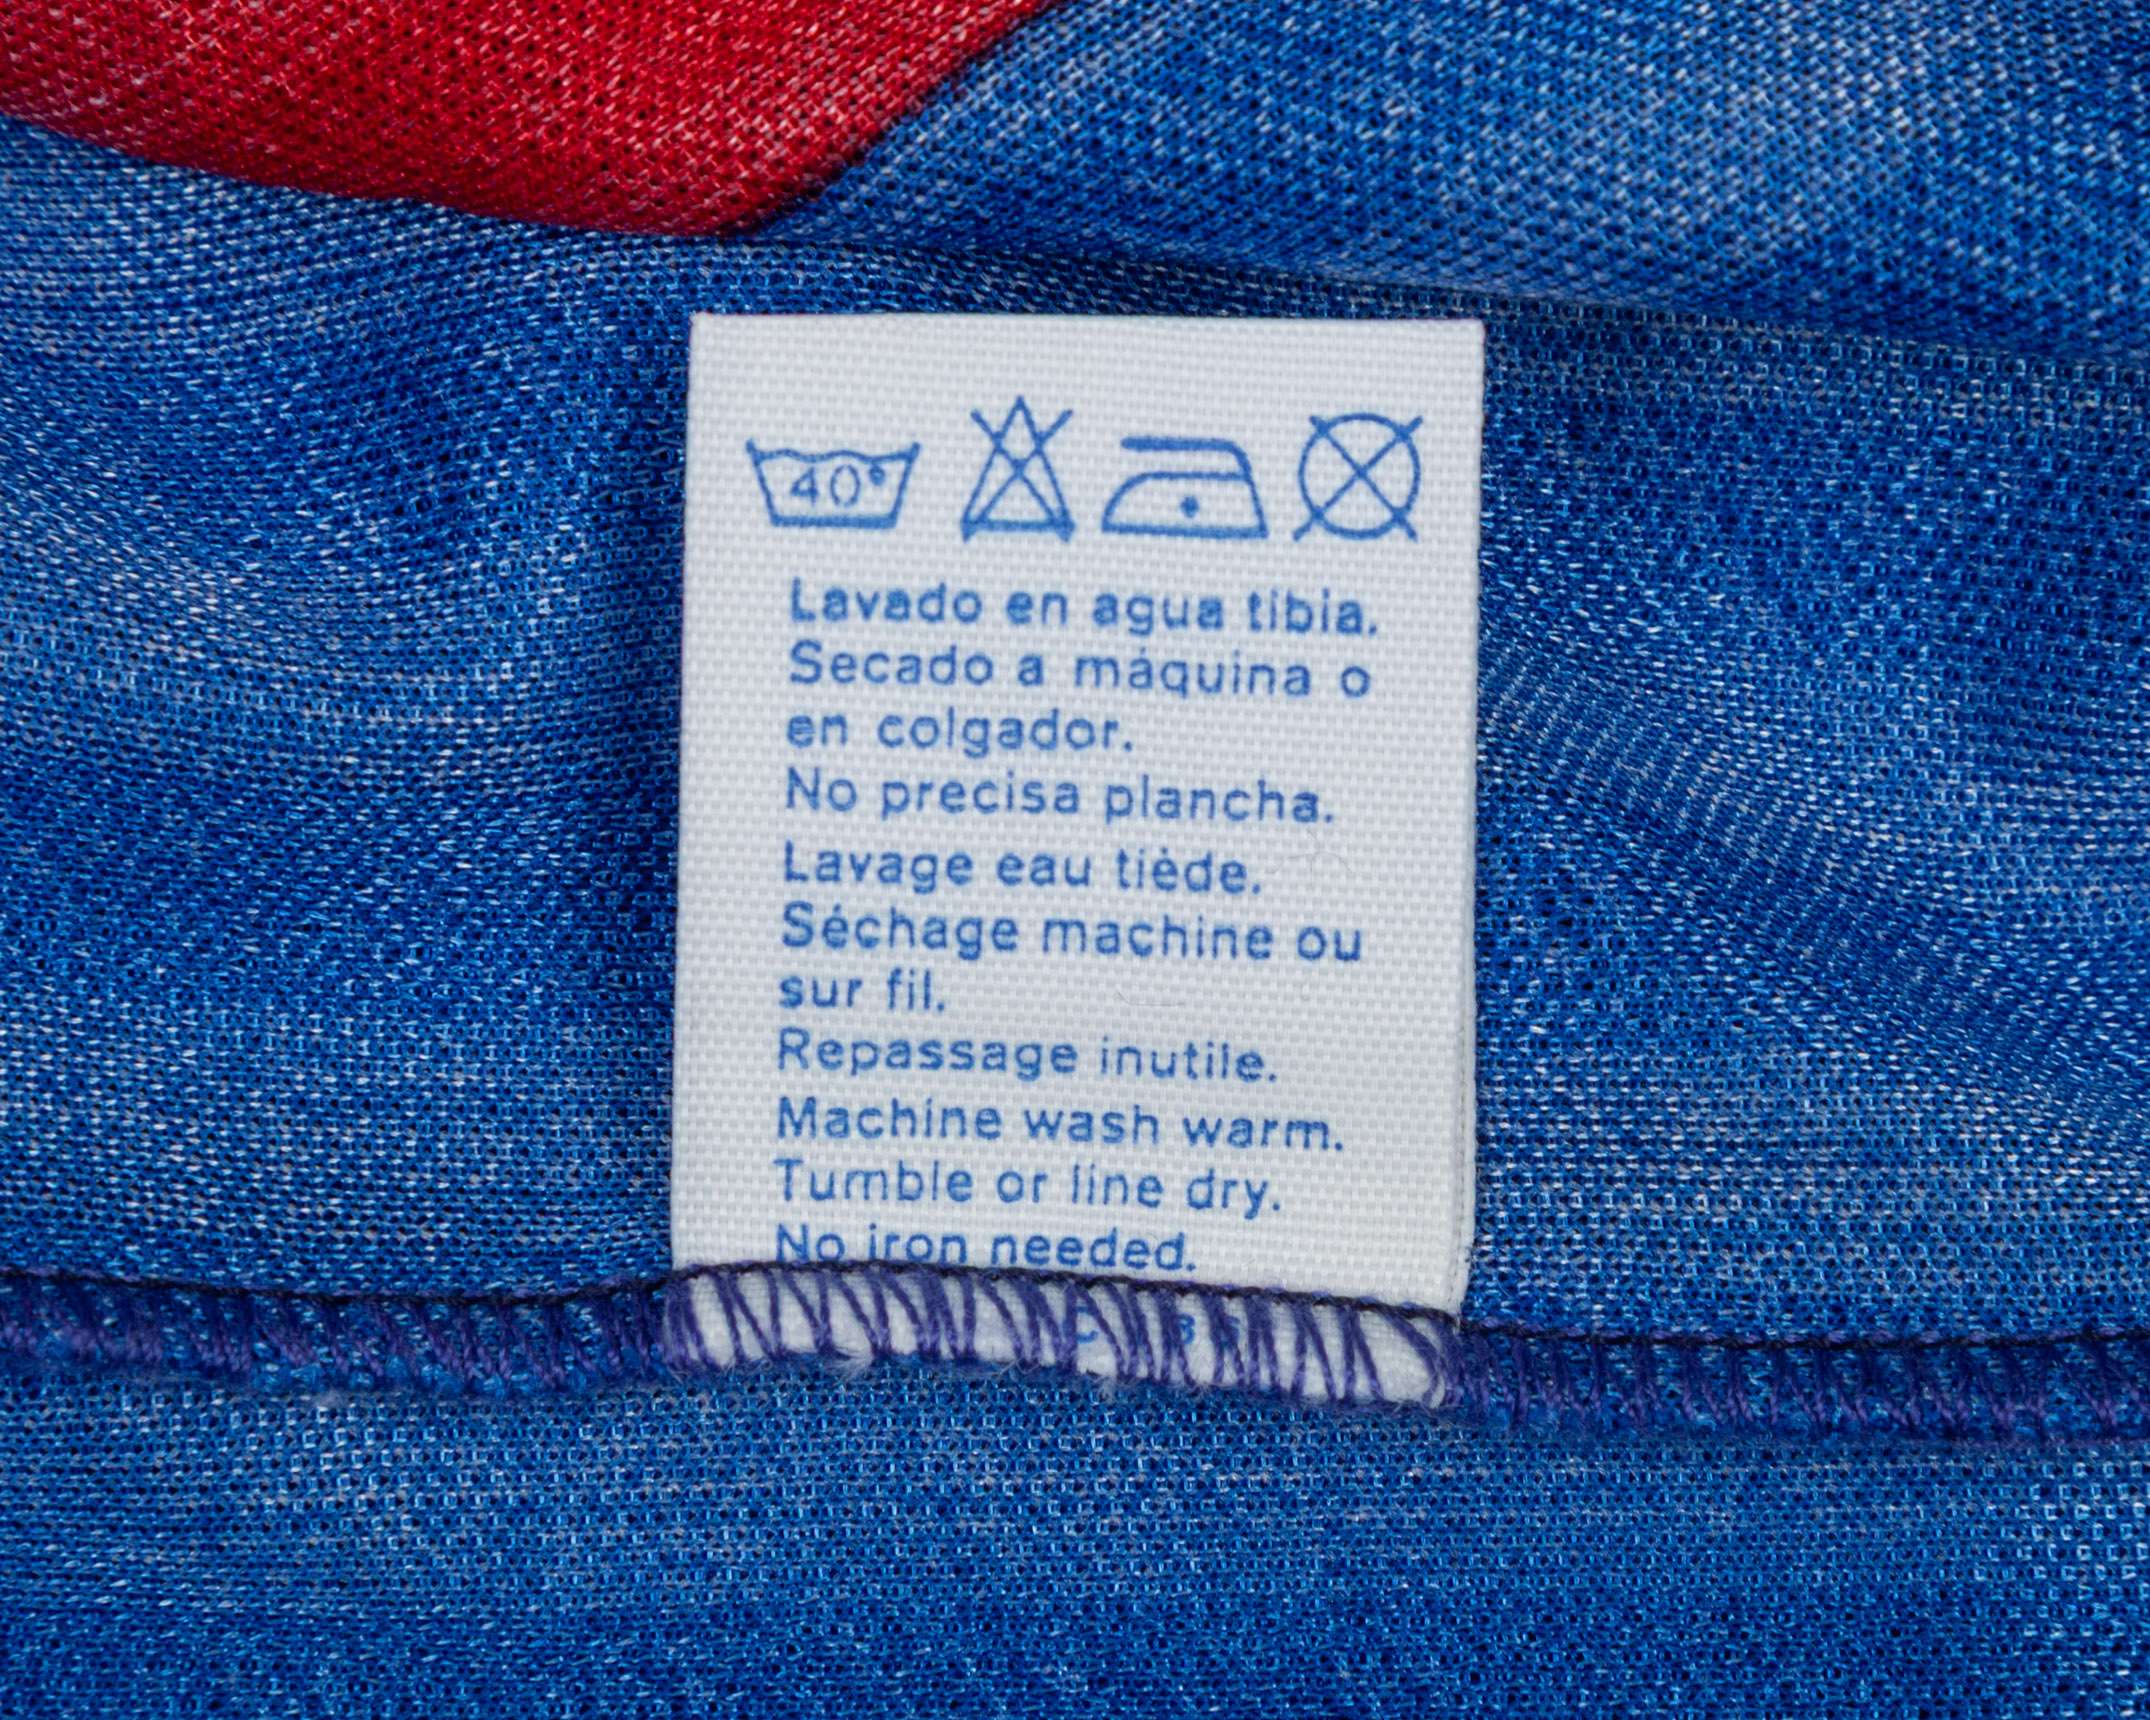 40°
Lavado en agua tibia.
Secado a máquina o
en colgador.
No precisa plancha.
Lavage eau tiède.
Séchage machine ou
sur fil.
Repassage inutile.
Machine wash warm.
Tumble or line dry.
No iron needed.